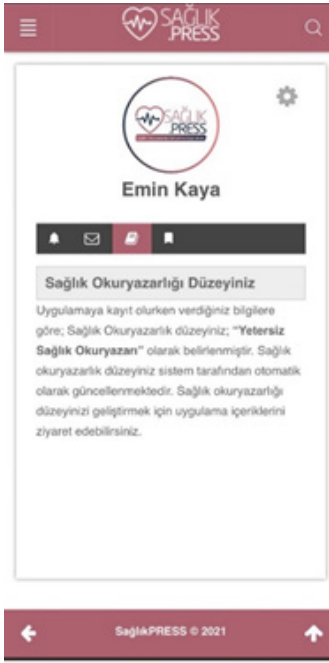 SAĞLIK
.PRESS
SAĞLIK
.PRESS
Emin Kaya
Sağlık Okuryazarlığı Düzeyiniz
Uygulamaya kayıt olurken verdiğiniz bilgilere
göre; Sağlık Okuryazarlık düzeyiniz; "Yetersiz
Sağlık Okuryazarı" olarak belirlenmiştir. Sağlık
okuryazarlık düzeyiniz sistem tarafından otomatik
olarak güncellenmektedir. Sağlık okuryazarlığı
düzeyinizi geliştirmek için uygulama içeriklerini
ziyaret edebilirsiniz.
SağlıkPRESS © 2021